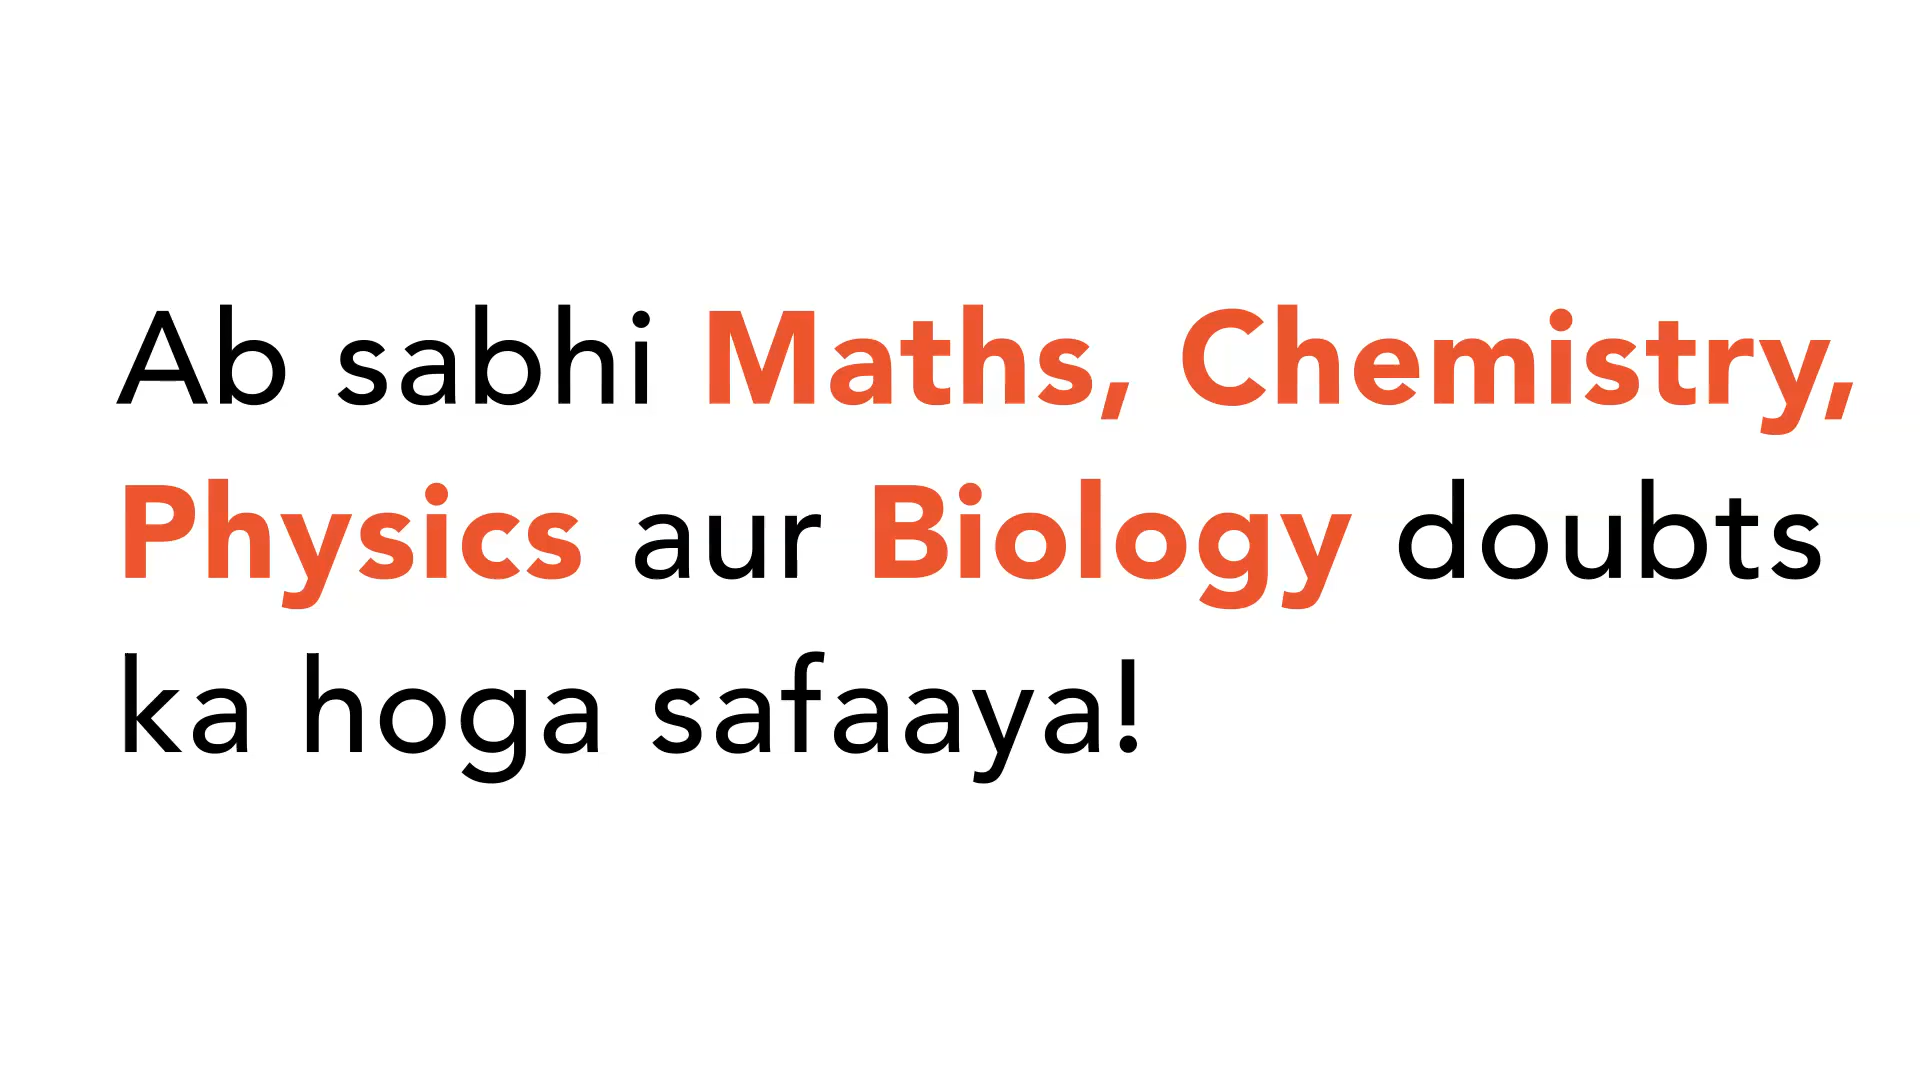 Ab sabhi Maths, Chemistry,
Physics aur Biology doubts
ka hoga safaaya!